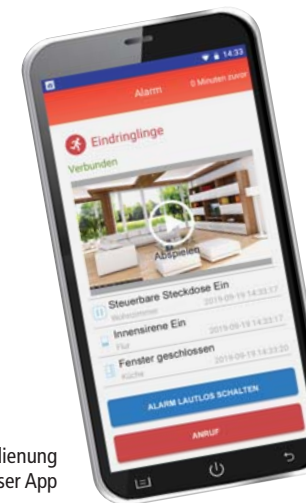 14:33
Alarm
0 Minuten zuvor
Eindringlinge
Verbunden
Abspielen
Steuerbare Steckdose Ein
Wohnzimmer
2019-09-19 14:33:17
Innensirene Ein
Flur
2019-09-19 14:33:17
Fenster geschlossen
Küche
2019-09-19 14:33:20
ALARM LAUTLOS SCHALTEN
ANRUF
dienung
ser App